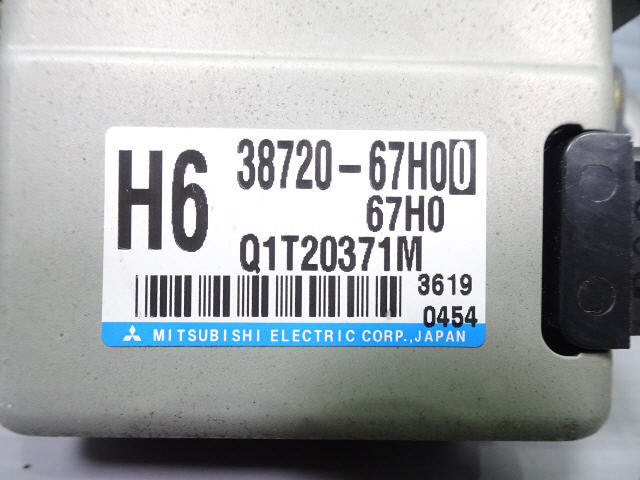 H6 38720-67H00
67H0
Q1T20371M
3619
0454
MITSUBISHI ELECTRIC CORP., JAPAN